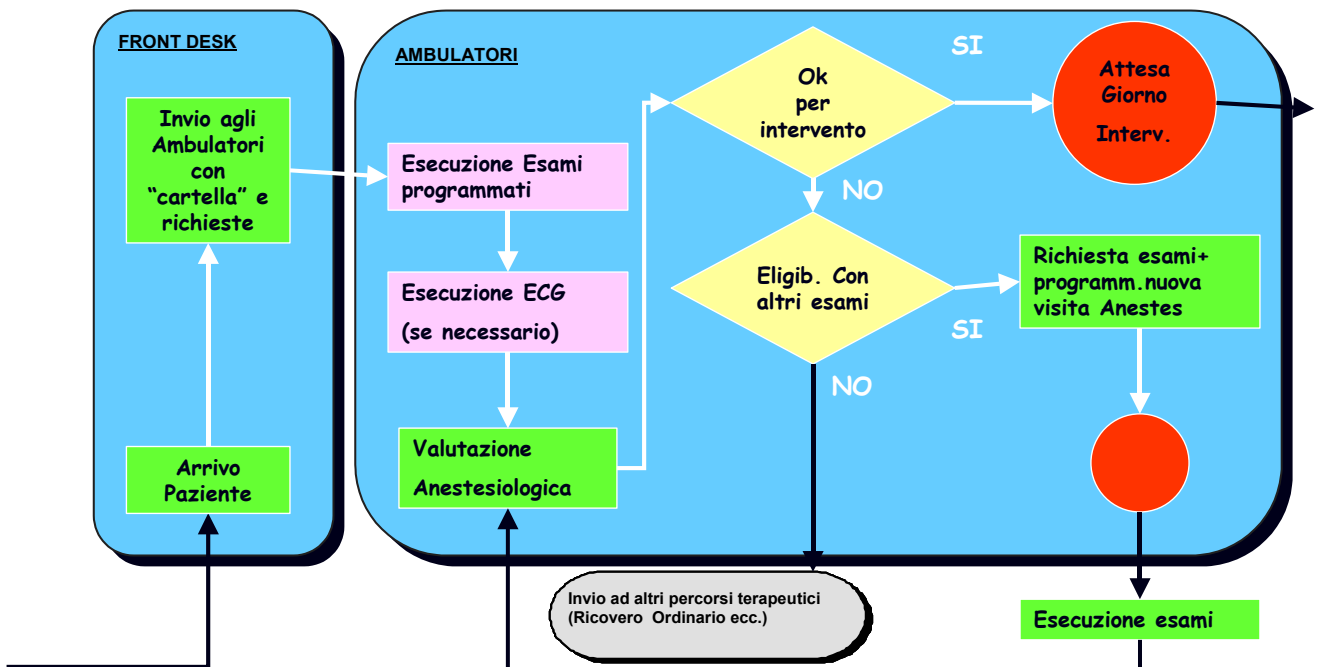 FRONT DESK
Invio agli
Ambulatori
con
“cartella” e
richieste
Arrivo
Paziente
AMBULATORI
Esecuzione Esami
programmati
Esecuzione ECG
(se necessario)
Valutazione
Anestesiologica
Ok
per
intervento
SI
Attesa
Giorno
Interv.
NO
Eligib. Con
altri esami
SI
Richiesta esami+
programm.nuova
visita Anestes
NO
Invio ad altri percorsi terapeutici
(Ricovero Ordinario ecc.)
Esecuzione esami